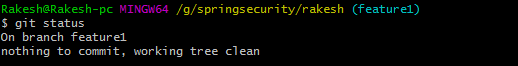 Rakesh@Rakesh-pc MINGW64 /g/springsecurity/rakesh (feature1)
$ git status
On branch feature1
nothing to commit, working tree clean